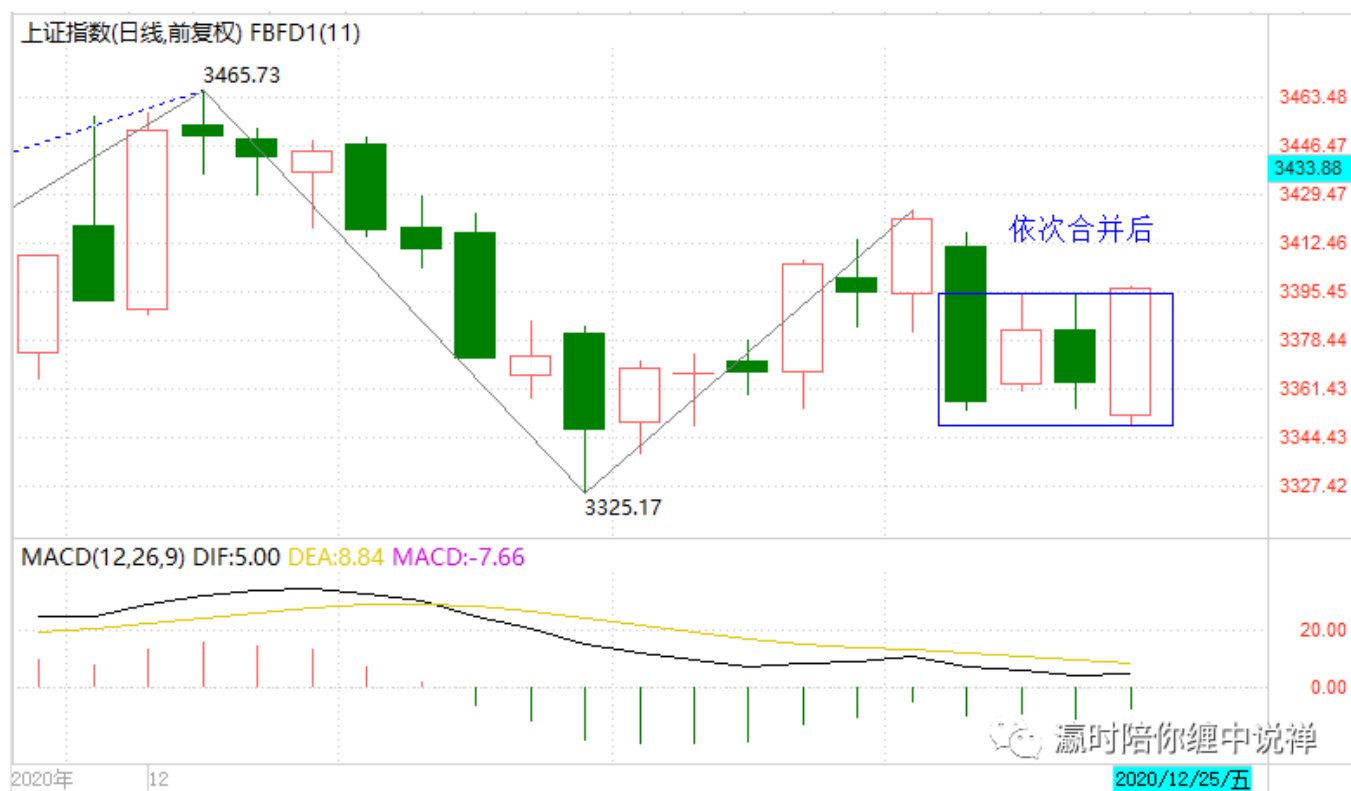 上证指数(日线,前复权) FBFD1(11)
3465.73
3463.48
3446.47
3433.88
3429.47
依次合并后
3412.46
3395.45
3378.44
3361.43
3344.43
3327.42
3325.17
MACD(12,26,9) DIF:5.00 DEA:8.84 MACD:-7.66
20.00
0.00
瀛时陪你缠中说禅
2020年
12
2020/12/25/五